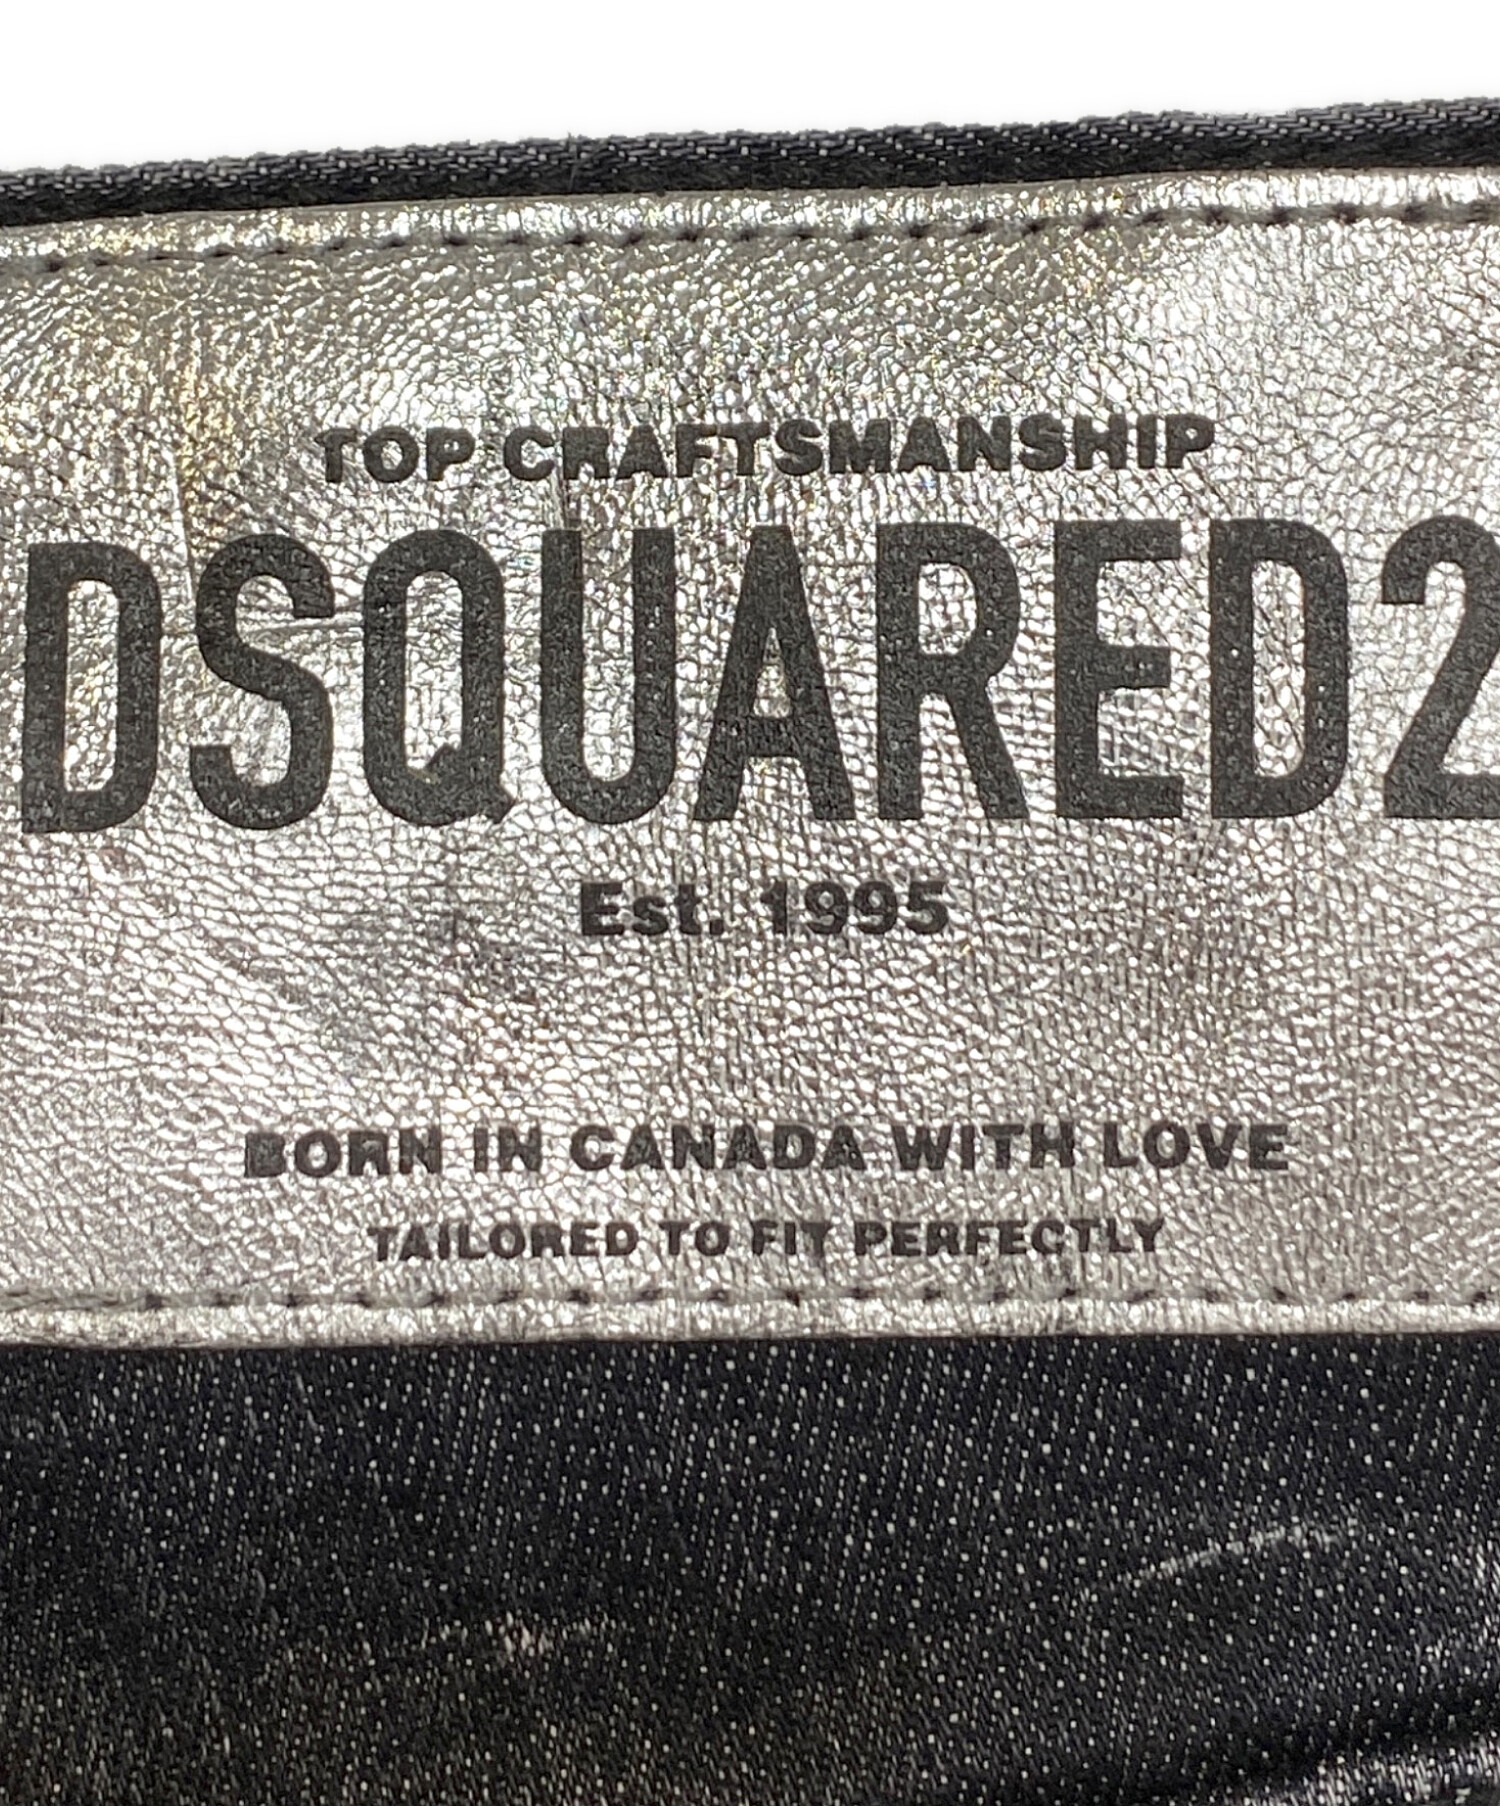 TOP CRAFTSMANSHIP
DSQUARED2
Est. 1995
BORN IN CANADA WITH LOVE
TAILORED TO FIT PERFECTLY